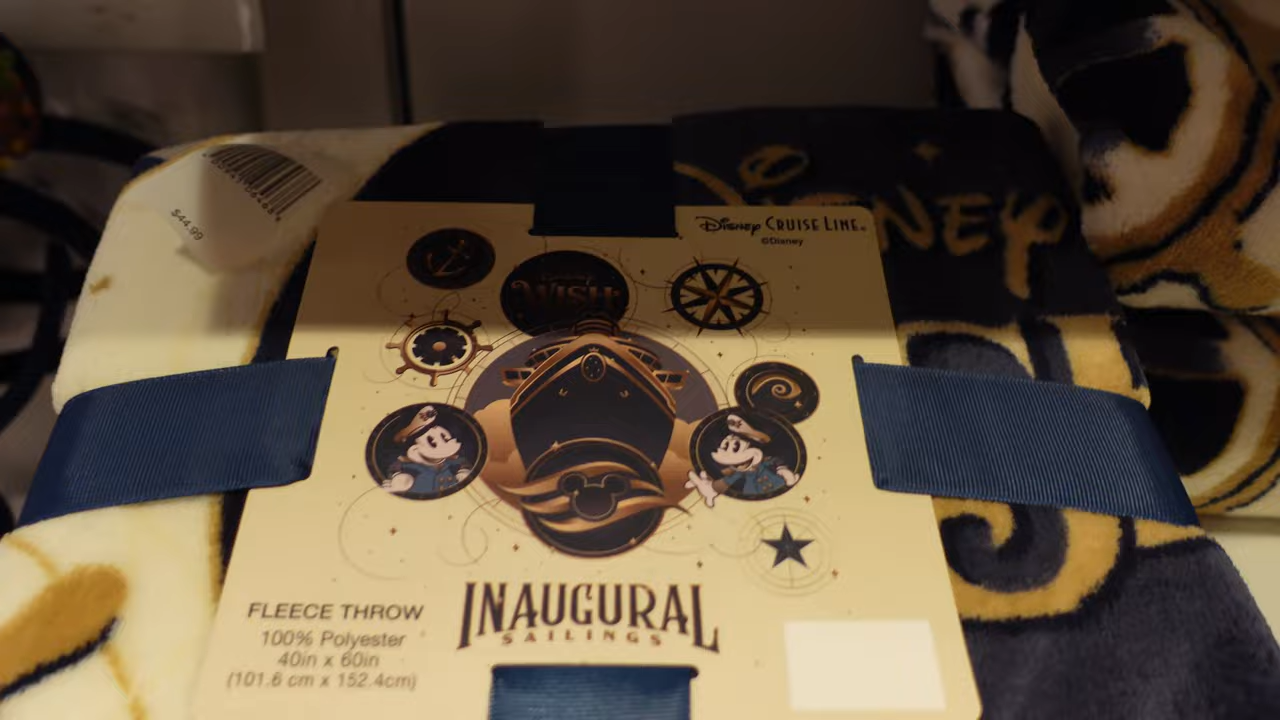 $44.99
DISNEY
Disney CRUISE LINE®
©Disney
WISH
INAUGURAL
SAILINGS
FLEECE THROW
100% Polyester
40in x 60in
(101.6 cm x 152.4cm)